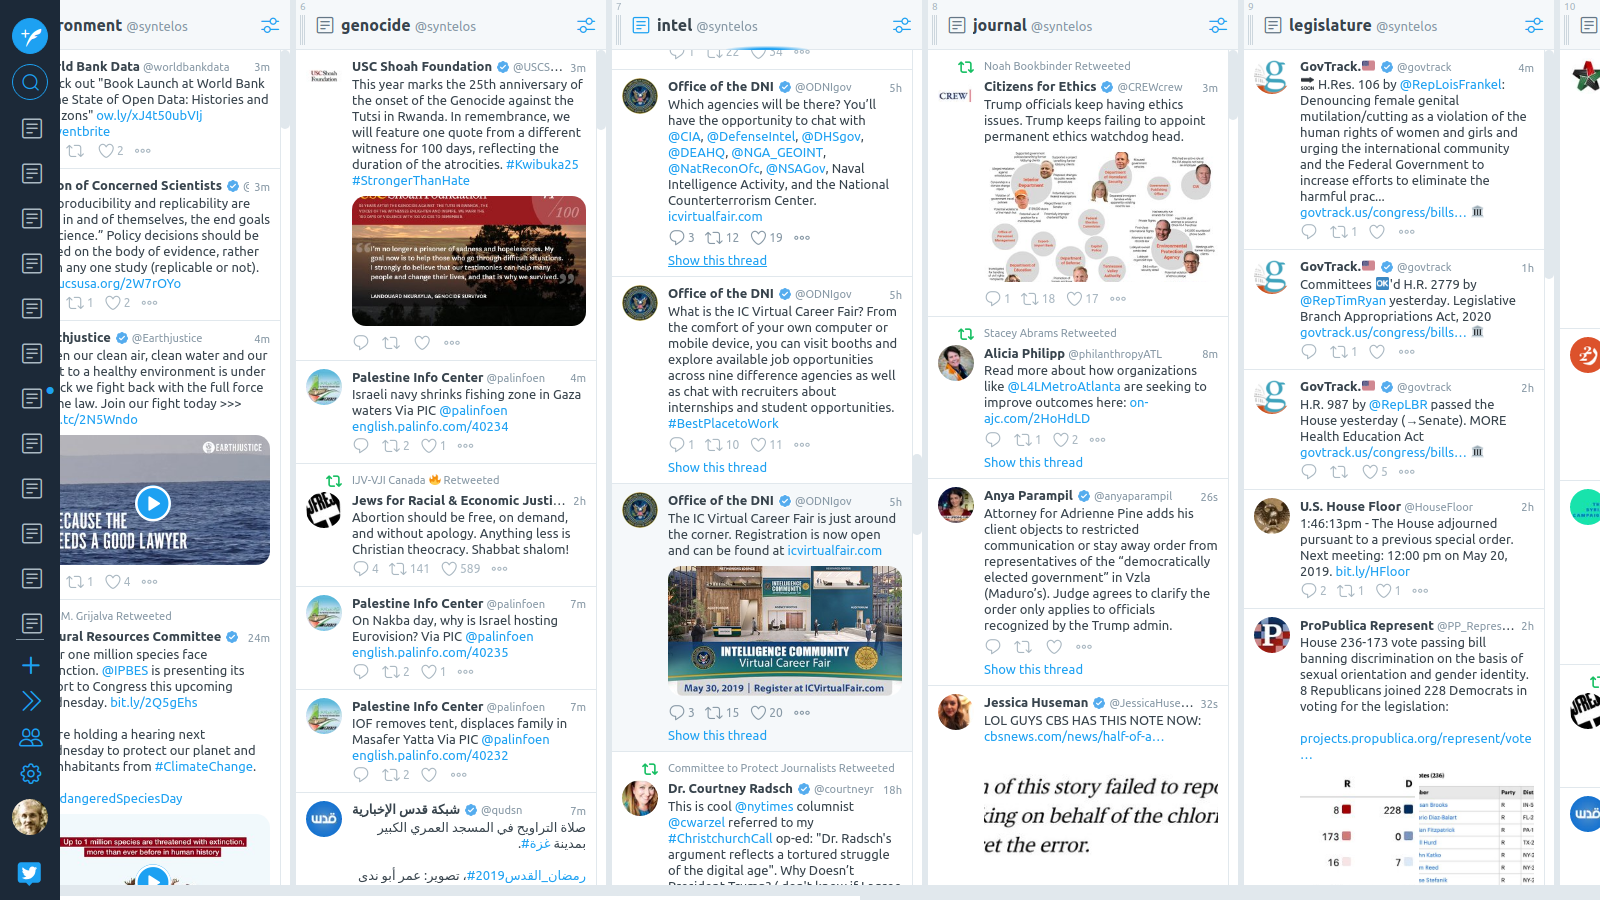 ronment @syntelos
ld Bank Data @worldbankdata 3m
ck out "Book Launch at World Bank
e State of Open Data: Histories and
zons" ow.ly/xJ4t50ubVIj
ventbrite
2
on of Concerned Scientists 3m
producibility and replicability are
in and of themselves, the end goals
cience.” Policy decisions should be
ed on the body of evidence, rather
any one study (replicable or not).
ucsusa.org/2W7rOYo
1 2
thjustice @Earthjustice 4m
en our clean air, clean water and our
t to a healthy environment is under
ck we fight back with the full force
he law. Join our fight today >>>
.tc/2N5Wndo
EARTHJUSTICE
ECAUSE THE
EEDS A GOOD LAWYER
1 4
M. Grijalva Retweeted
ural Resources Committee 24m
r one million species face
nction. @IPBES is presenting its
ort to Congress this upcoming
dnesday. bit.ly/2Q5gEhs
re holding a hearing next
dnesday to protect our planet and
nhabitants from #ClimateChange.
dangeredSpeciesDay
Up to 1 million species are threatened with extinction,
more than ever before in human history
6
genocide @syntelos
USC Shoah Foundation
USC Shoah Foundation @USCS... 3m
This year marks the 25th anniversary of
the onset of the Genocide against the
Tutsi in Rwanda. In remembrance, we
will feature one quote from a different
witness for 100 days, reflecting the
duration of the atrocities. #Kwibuka25
#StrongerThanHate
/100
I'm no longer a prisoner of sadness and hopelessness. My
goal now is to help those who go through difficult situations.
I strongly do believe that our testimonies can help many
people and change their lives, and that is why we survived.
LANDOUARD NKURAYIJA, GENOCIDE SURVIVOR
Palestine Info Center @palinfoen 4m
Israeli navy shrinks fishing zone in Gaza
waters Via PIC @palinfoen
english.palinfo.com/40234
2 1
IJV-VJI Canada 🔥 Retweeted
Jews for Racial & Economic Justi... 2h
Abortion should be free, on demand,
and without apology. Anything less is
Christian theocracy. Shabbat shalom!
4 141 589
Palestine Info Center @palinfoen 7m
On Nakba day, why is Israel hosting
Eurovision? Via PIC @palinfoen
english.palinfo.com/40235
2 1
Palestine Info Center @palinfoen 7m
IOF removes tent, displaces family in
Masafer Yatta Via PIC @palinfoen
english.palinfo.com/40232
2
شبكة قدس الإخبارية @qudsn 7m
صلاة التراويح في المسجد العمري الكبير
بمدينة غزة#.
رمضان_القدس2019#، تصوير: عمر أبو ندى
7
intel @syntelos
1 22 34
Office of the DNI @ODNIgov 5h
Which agencies will be there? You’ll
have the opportunity to chat with
@CIA, @DefenseIntel, @DHSgov,
@DEAHQ, @NGA_GEOINT,
@NatReconOfc, @NSAGov, Naval
Intelligence Activity, and the National
Counterterrorism Center.
icvirtualfair.com
3 12 19
Show this thread
Office of the DNI @ODNIgov 5h
What is the IC Virtual Career Fair? From
the comfort of your own computer or
mobile device, you can visit booths and
explore available job opportunities
across nine difference agencies as well
as chat with recruiters about
internships and student opportunities.
#BestPlacetoWork
1 10 11
Show this thread
Office of the DNI @ODNIgov 5h
The IC Virtual Career Fair is just around
the corner. Registration is now open
and can be found at icvirtualfair.com
INTELLIGENCE COMMUNITY
INTELLIGENCE COMMUNITY
Virtual Career Fair
May 30, 2019 | Register at ICVirtualFair.com
3 15 20
Show this thread
Committee to Protect Journalists Retweeted
Dr. Courtney Radsch @courtneyr 18h
This is cool @nytimes columnist
@cwarzel referred to my
#ChristchurchCall op-ed: "Dr. Radsch's
argument reflects a tortured struggle
of the digital age". Why Doesn't
8
journal @syntelos
Noah Bookbinder Retweeted
CREW
Citizens for Ethics @CREWcrew 3m
Trump officials keep having ethics
issues. Trump keeps failing to appoint
permanent ethics watchdog head.
1 18 17
Stacey Abrams Retweeted
Alicia Philipp @philanthropyATL 8m
Read more about how organizations
like @L4LMetroAtlanta are seeking to
improve outcomes here: on-
ajc.com/2HoHdLD
1 2
Show this thread
Anya Parampil @anyaparampil 26s
Attorney for Adrienne Pine adds his
client objects to restricted
communication or stay away order from
representatives of the “democratically
elected government” in Vzla
(Maduro’s). Judge agrees to clarify the
order only applies to officials
recognized by the Trump admin.
Show this thread
Jessica Huseman @JessicaHuse... 32s
LOL GUYS CBS HAS THIS NOTE NOW:
cbsnews.com/news/half-of-a...
n of this story failed to repo
king on behalf of the chlori
et the error.
9
legislature @syntelos
GovTrack.🇺🇸 @govtrack 4m
SOON H.Res. 106 by @RepLoisFrankel:
Denouncing female genital
mutilation/cutting as a violation of the
human rights of women and girls and
urging the international community
and the Federal Government to
increase efforts to eliminate the
harmful prac...
govtrack.us/congress/bills... 🏛
1
GovTrack.🇺🇸 @govtrack 1h
Committees 🆗'd H.R. 2779 by
@RepTimRyan yesterday. Legislative
Branch Appropriations Act, 2020
govtrack.us/congress/bills... 🏛
1
GovTrack.🇺🇸 @govtrack 2h
H.R. 987 by @RepLBR passed the
House yesterday (→Senate). MORE
Health Education Act
govtrack.us/congress/bills... 🏛
5
U.S. House Floor @HouseFloor 2h
1:46:13pm - The House adjourned
pursuant to a previous special order.
Next meeting: 12:00 pm on May 20,
2019. bit.ly/HFloor
2 1 1
ProPublica Represent @PP_Repres... 2h
House 236-173 vote passing bill
banning discrimination on the basis of
sexual orientation and gender identity.
8 Republicans joined 228 Democrats in
voting for the legislation:
projects.propublica.org/represent/vote
...
R D
8 228
173 0
16 7
otes (236)
Party Dist
10